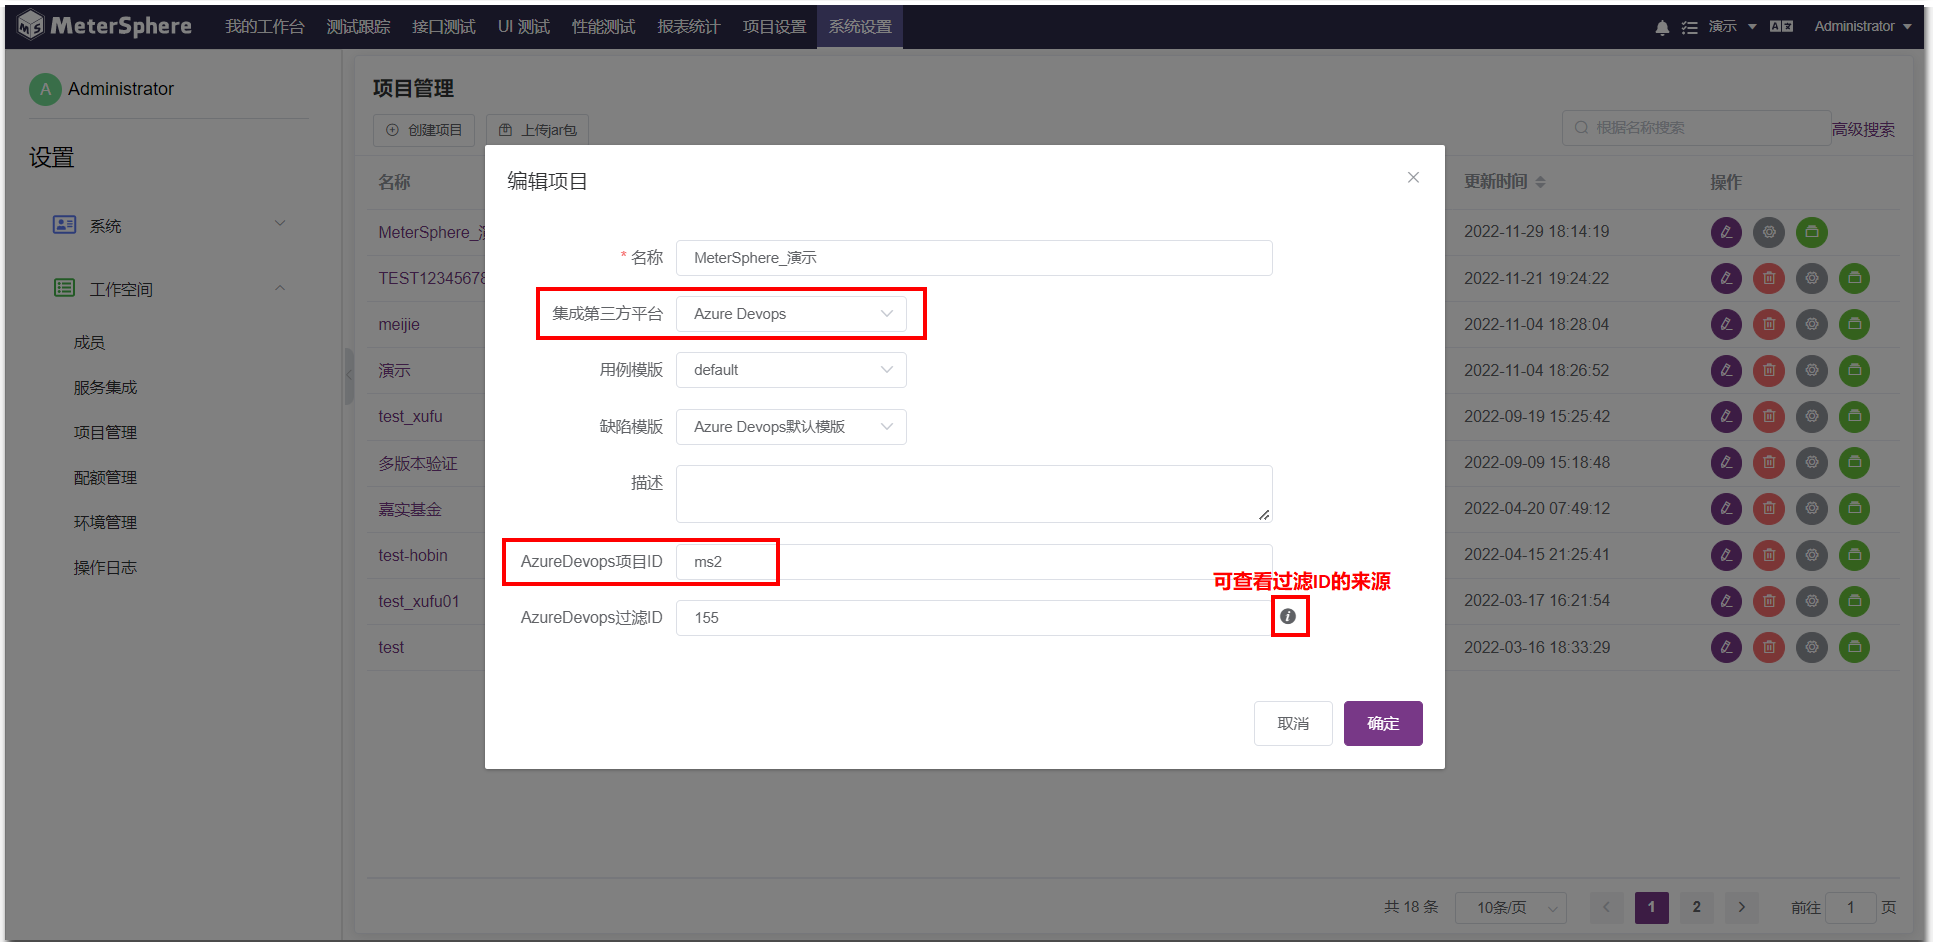 MeterSphere 我的工作台 测试跟踪 接口测试 UI 测试 性能测试 报表统计 项目设置 系统设置 演示 Administrator
A Administrator
设置
系统
工作空间
成员
服务集成
项目管理
配额管理
环境管理
操作日志
项目管理
创建项目 上传jar包
根据名称搜索 高级搜索
名称 更新时间 操作
MeterSphere_ 2022-11-29 18:14:19
TEST12345678 2022-11-21 19:24:22
meijie 2022-11-04 18:28:04
演示 2022-11-04 18:26:52
test_xufu 2022-09-19 15:25:42
多版本验证 2022-09-09 15:18:48
嘉实基金 2022-04-20 07:49:12
test-hobin 2022-04-15 21:25:41
test_xufu01 2022-03-17 16:21:54
test 2022-03-16 18:33:29
编辑项目
* 名称 MeterSphere_演示
集成第三方平台 Azure Devops
用例模版 default
缺陷模版 Azure Devops默认模版
描述
AzureDevops项目ID ms2
可查看过滤ID的来源
AzureDevops过滤ID 155
取消 确定
共 18 条 10条/页 1 2 前往 1 页